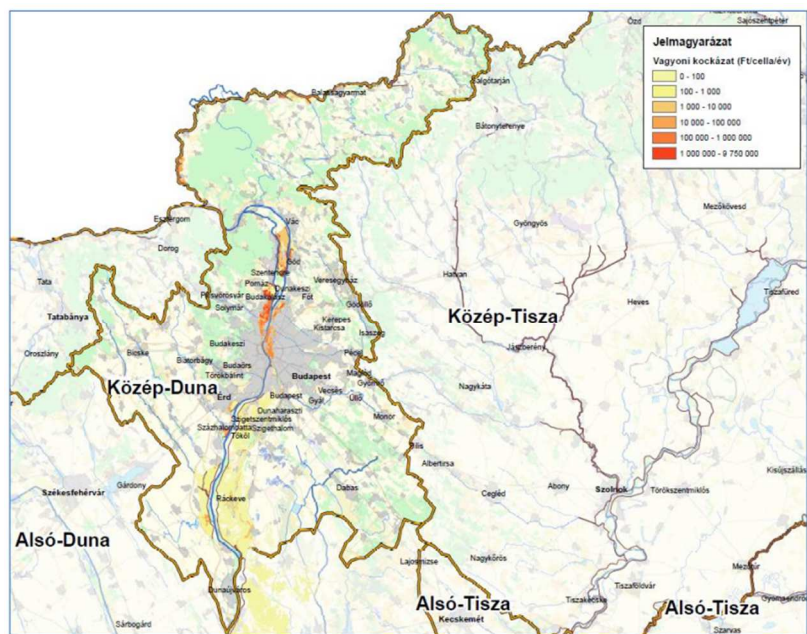 Jelmagyarázat
Vagyoni kockázat (Ft/cella/év)
0 - 100
100 - 1 000
1 000 - 10 000
10 000 - 100 000
100 000 - 1 000 000
1 000 000 - 9 750 000
Ózd
Sajószentpéter
Salgótarján
Balassagyarmat
Bátonyterenye
Mezőkövesd
Esztergom
Vác
Gyöngyös
Dorog
Göd
Szentendre
Hatvan
Tata
Pomáz
Dunakeszi
Veresegyház
Tiszafüred
Pilisvörösvár
Budakalász
Fót
Heves
Solymár
Gödöllő
Tatabánya
Kerepes
Kistarcsa
Közép-Tisza
Isaszeg
Jászberény
Oroszlány
Bicske
Budakeszi
Biatorbágy
Pécel
Budaörs
Törökbálint
Budapest
Maglód
Gyömrő
Nagykáta
Közép-Duna
Érd
Budapest
Vecsés
Gyál
Üllő
Dunaharaszti
Monor
Szigetszentmiklós
Százhalombatta
Szigethalom
Tököl
Pilis
Albertirsa
Kisújszállás
Gárdony
Székesfehérvár
Ráckeve
Dabas
Cegléd
Abony
Szolnok
Törökszentmiklós
Alsó-Duna
Lajosmizse
Nagykőrös
Mezőtúr
Dunaújváros
Tiszaföldvár
Alsó-Tisza
Tiszakécske
Alsó-Tisza
Kecskemét
Sárbogárd
Szarvas